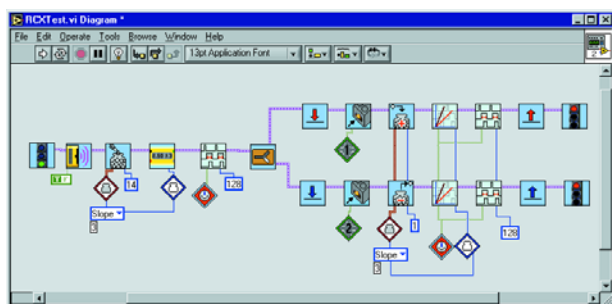 RCXTest.vi Diagram *
File Edit Operate Tools Browse Window Help
13pt Application Font
2
1
14
128
Slope
3
2
1
128
Slope
3